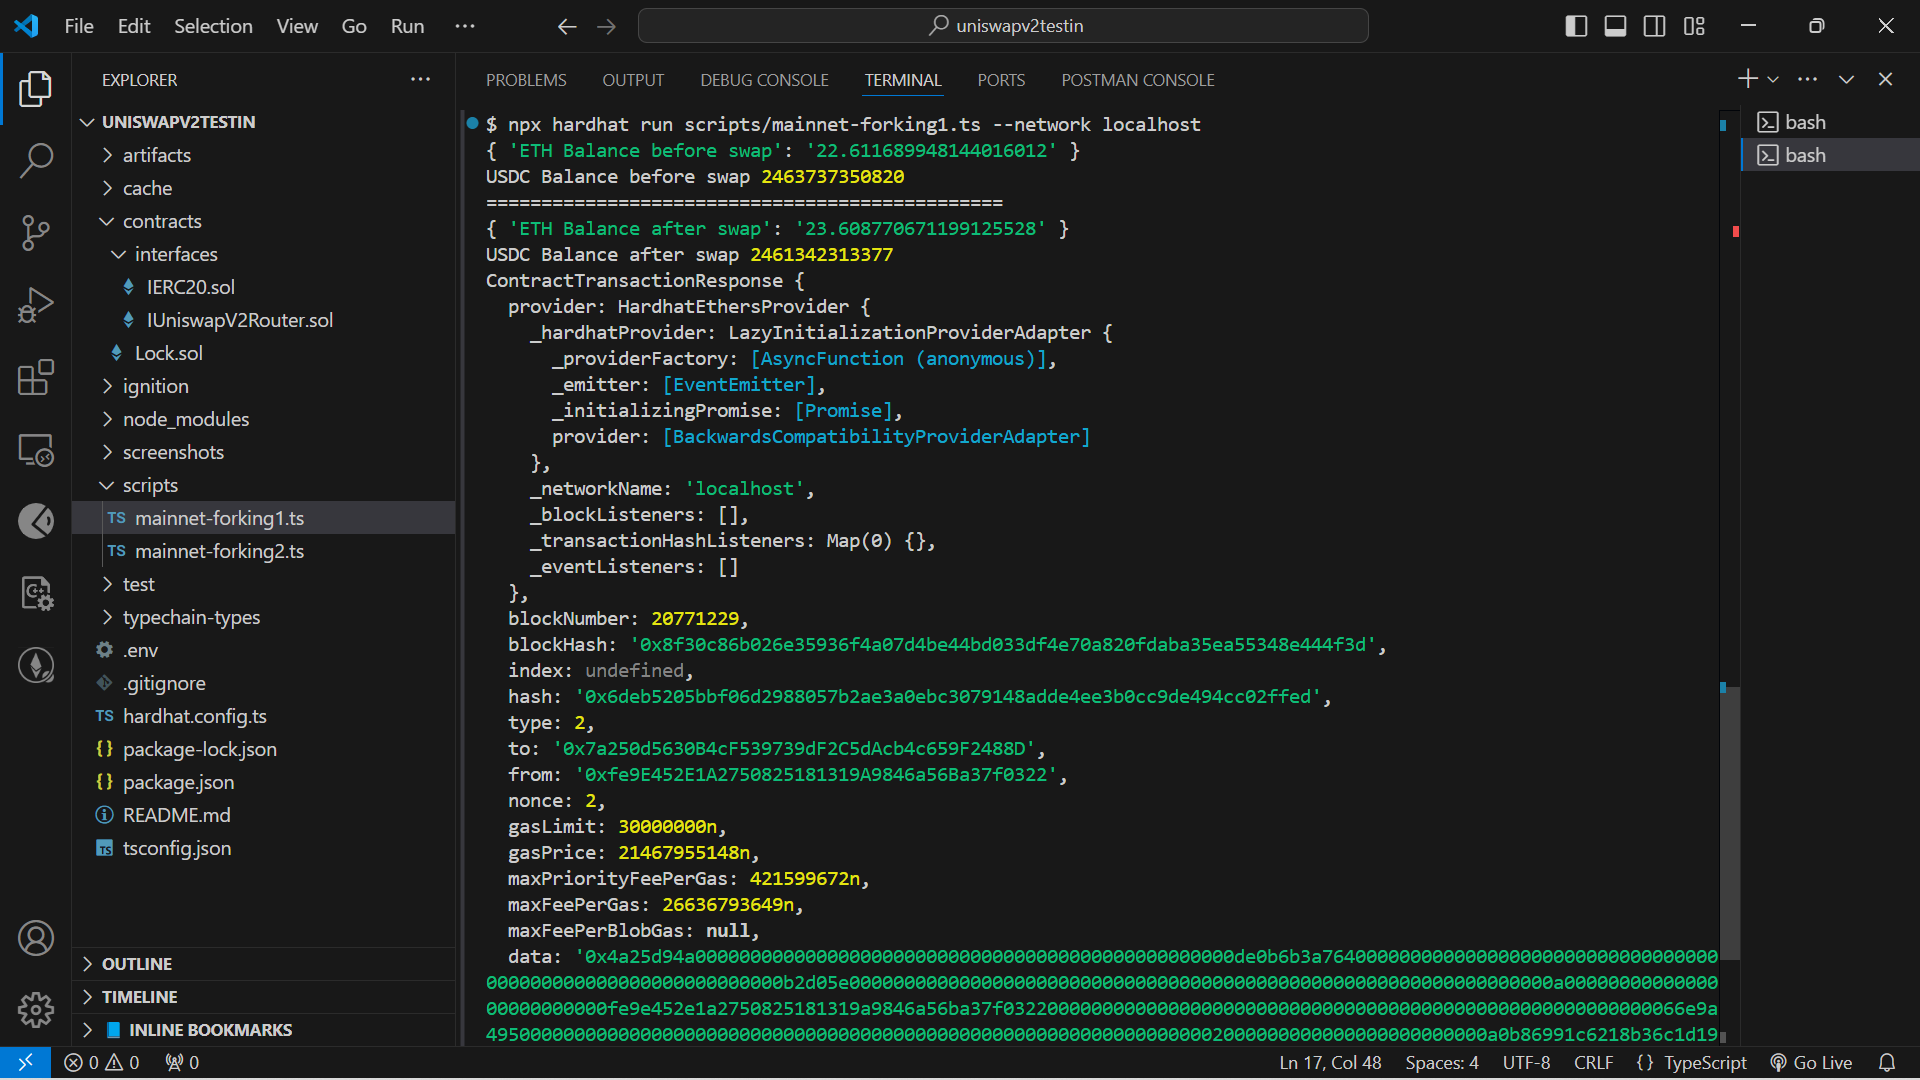 File Edit Selection View Go Run ···
uniswapv2testin
EXPLORER
UNISWAPV2TESTIN
artifacts
cache
contracts
interfaces
IERC20.sol
IUniswapV2Router.sol
Lock.sol
ignition
node_modules
screenshots
scripts
TS mainnet-forking1.ts
TS mainnet-forking2.ts
test
typechain-types
.env
.gitignore
TS hardhat.config.ts
{} package-lock.json
{} package.json
README.md
TS tsconfig.json
OUTLINE
TIMELINE
INLINE BOOKMARKS
PROBLEMS OUTPUT DEBUG CONSOLE TERMINAL PORTS POSTMAN CONSOLE
$ npx hardhat run scripts/mainnet-forking1.ts --network localhost
{ 'ETH Balance before swap': '22.611689948144016012' }
USDC Balance before swap 2463737350820
===============================================
{ 'ETH Balance after swap': '23.608770671199125528' }
USDC Balance after swap 2461342313377
ContractTransactionResponse {
provider: HardhatEthersProvider {
_hardhatProvider: LazyInitializationProviderAdapter {
_providerFactory: [AsyncFunction (anonymous)],
_emitter: [EventEmitter],
_initializingPromise: [Promise],
provider: [BackwardsCompatibilityProviderAdapter]
},
_networkName: 'localhost',
_blockListeners: [],
_transactionHashListeners: Map(0) {},
_eventListeners: []
},
blockNumber: 20771229,
blockHash: '0x8f30c86b026e35936f4a07d4be44bd033df4e70a820fdaba35ea55348e444f3d',
index: undefined,
hash: '0x6deb5205bbf06d2988057b2ae3a0ebc3079148adde4ee3b0cc9de494cc02ffed',
type: 2,
to: '0x7a250d5630B4cF539739dF2C5dAcb4c659F2488D',
from: '0xfe9E452E1A2750825181319A9846a56Ba37f0322',
nonce: 2,
gasLimit: 30000000n,
gasPrice: 21467955148n,
maxPriorityFeePerGas: 421599672n,
maxFeePerGas: 26636793649n,
maxFeePerBlobGas: null,
data: '0x4a25d94a0000000000000000000000000000000000000000000000000de0b6b3a7640000000000000000000000000000000000
000000000000000000000000000b2d05e00000000000000000000000000000000000000000000000000000000000000000a00000000000000
00000000000fe9e452e1a2750825181319a9846a56ba37f03220000000000000000000000000000000000000000000000000000000066e9a
495000000000000000000000000000000000000000000000000000000000000000200000000000000000000000a0b86991c6218b36c1d19
bash
bash
0 0 0
Ln 17, Col 48 Spaces: 4 UTF-8 CRLF {} TypeScript Go Live